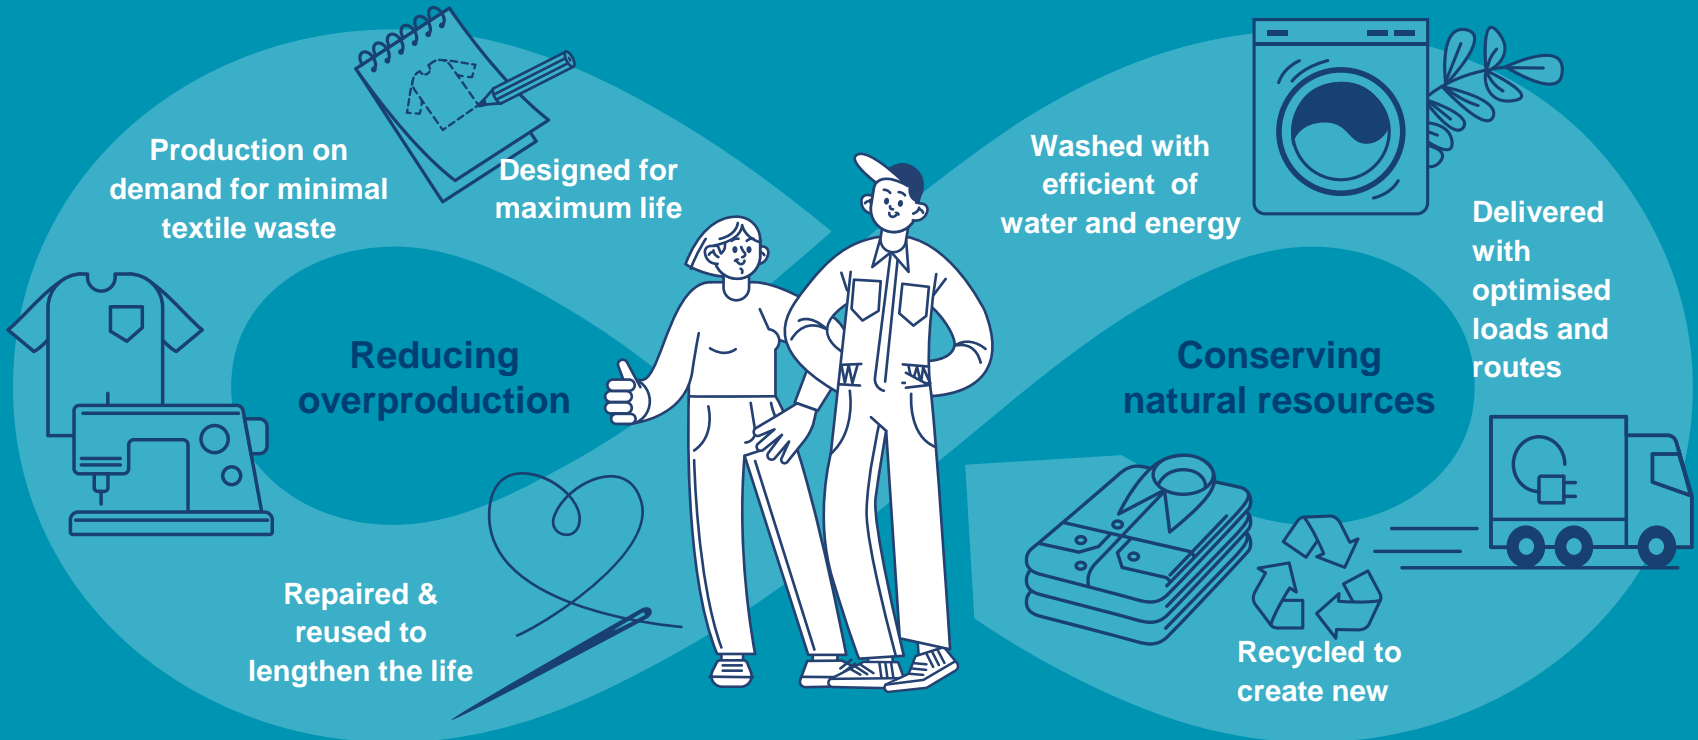 Production on
demand for minimal
textile waste
Designed for
maximum life
Reducing
overproduction
Repaired &
reused to
lengthen the life
Washed with
efficient  of
water and energy
Delivered
with
optimised
loads and
routes
Conserving
natural resources
Recycled to
create new